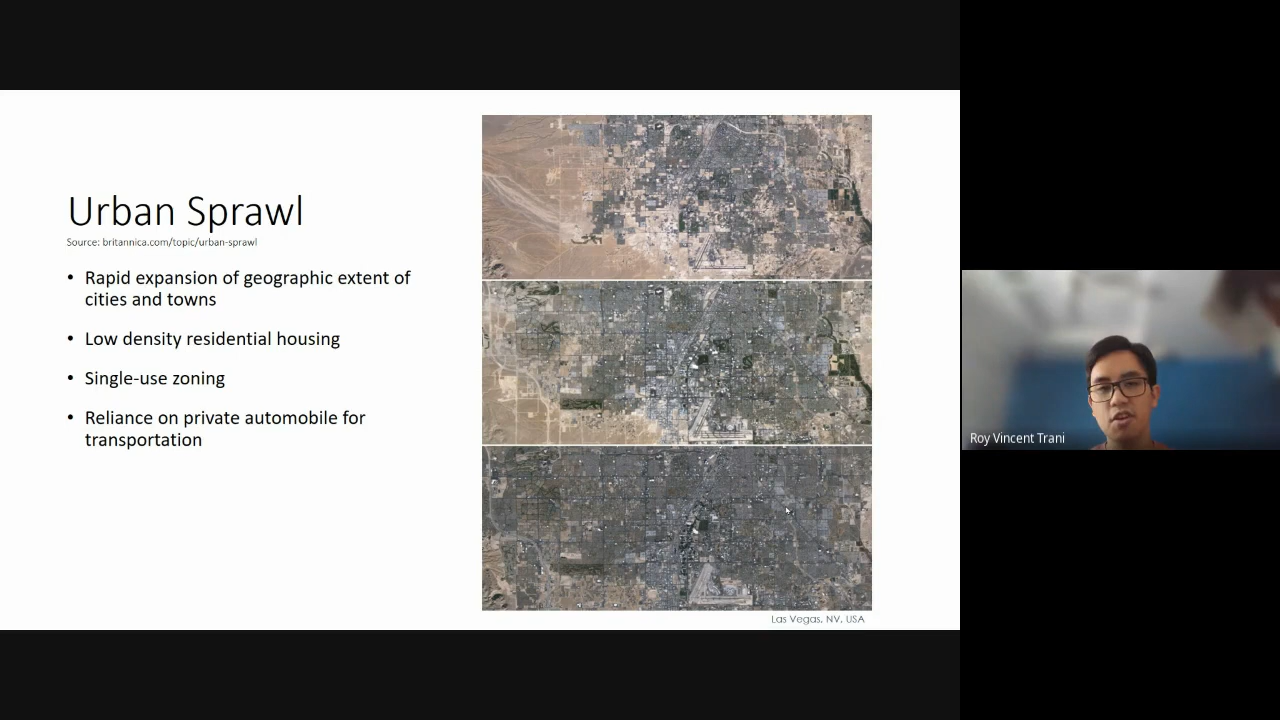 Urban Sprawl
Source: britannica.com/topic/urban-sprawl
• Rapid expansion of geographic extent of
cities and towns
• Low density residential housing
• Single-use zoning
• Reliance on private automobile for
transportation
Las Vegas, NV, USA
Roy Vincent Trani